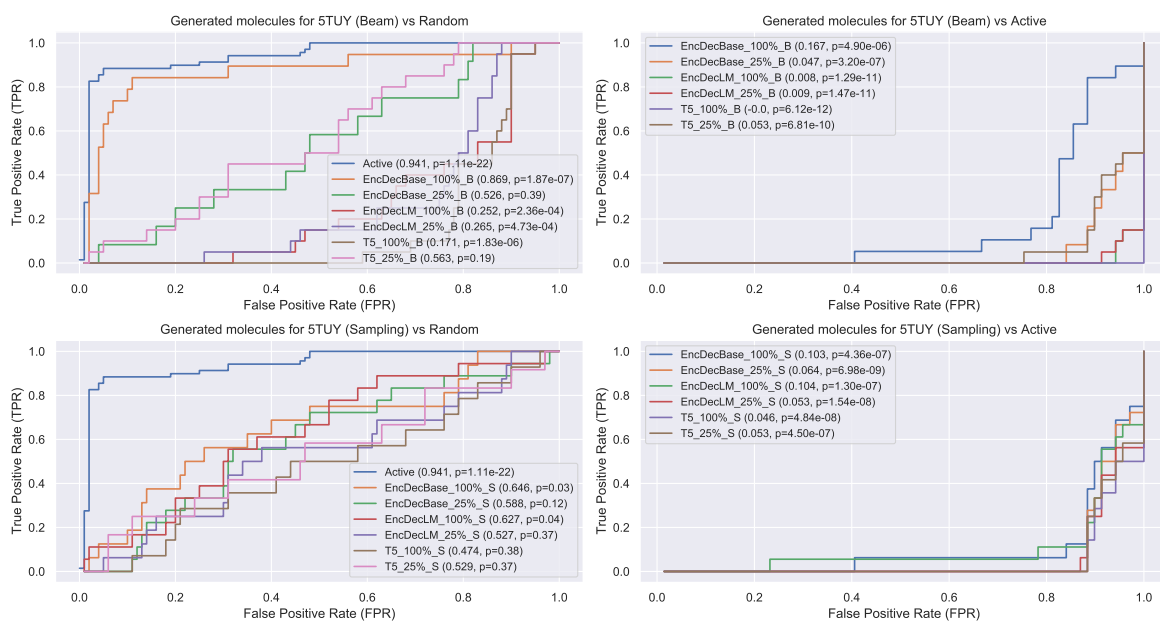 Generated molecules for 5TUY (Beam) vs Random
1.0
0.8
0.6
0.4
0.2
0.0
True Positive Rate (TPR)
Active (0.941, p=1.11e-22)
EncDecBase_100%_B (0.869, p=1.87e-07)
EncDecBase_25%_B (0.526, p=0.39)
EncDecLM_100%_B (0.252, p=2.36e-04)
EncDecLM_25%_B (0.265, p=4.73e-04)
T5_100%_B (0.171, p=1.83e-06)
T5_25%_B (0.563, p=0.19)
0.0 0.2 0.4 0.6 0.8 1.0
False Positive Rate (FPR)
Generated molecules for 5TUY (Beam) vs Active
1.0
0.8
0.6
0.4
0.2
0.0
True Positive Rate (TPR)
EncDecBase_100%_B (0.167, p=4.90e-06)
EncDecBase_25%_B (0.047, p=3.20e-07)
EncDecLM_100%_B (0.008, p=1.29e-11)
EncDecLM_25%_B (0.009, p=1.47e-11)
T5_100%_B (-0.0, p=6.12e-12)
T5_25%_B (0.053, p=6.81e-10)
0.0 0.2 0.4 0.6 0.8 1.0
False Positive Rate (FPR)
Generated molecules for 5TUY (Sampling) vs Random
1.0
0.8
0.6
0.4
0.2
0.0
True Positive Rate (TPR)
Active (0.941, p=1.11e-22)
EncDecBase_100%_S (0.646, p=0.03)
EncDecBase_25%_S (0.588, p=0.12)
EncDecLM_100%_S (0.627, p=0.04)
EncDecLM_25%_S (0.527, p=0.37)
T5_100%_S (0.474, p=0.38)
T5_25%_S (0.529, p=0.37)
0.0 0.2 0.4 0.6 0.8 1.0
False Positive Rate (FPR)
Generated molecules for 5TUY (Sampling) vs Active
1.0
0.8
0.6
0.4
0.2
0.0
True Positive Rate (TPR)
EncDecBase_100%_S (0.103, p=4.36e-07)
EncDecBase_25%_S (0.064, p=6.98e-09)
EncDecLM_100%_S (0.104, p=1.30e-07)
EncDecLM_25%_S (0.053, p=1.54e-08)
T5_100%_S (0.046, p=4.84e-08)
T5_25%_S (0.053, p=4.50e-07)
0.0 0.2 0.4 0.6 0.8 1.0
False Positive Rate (FPR)